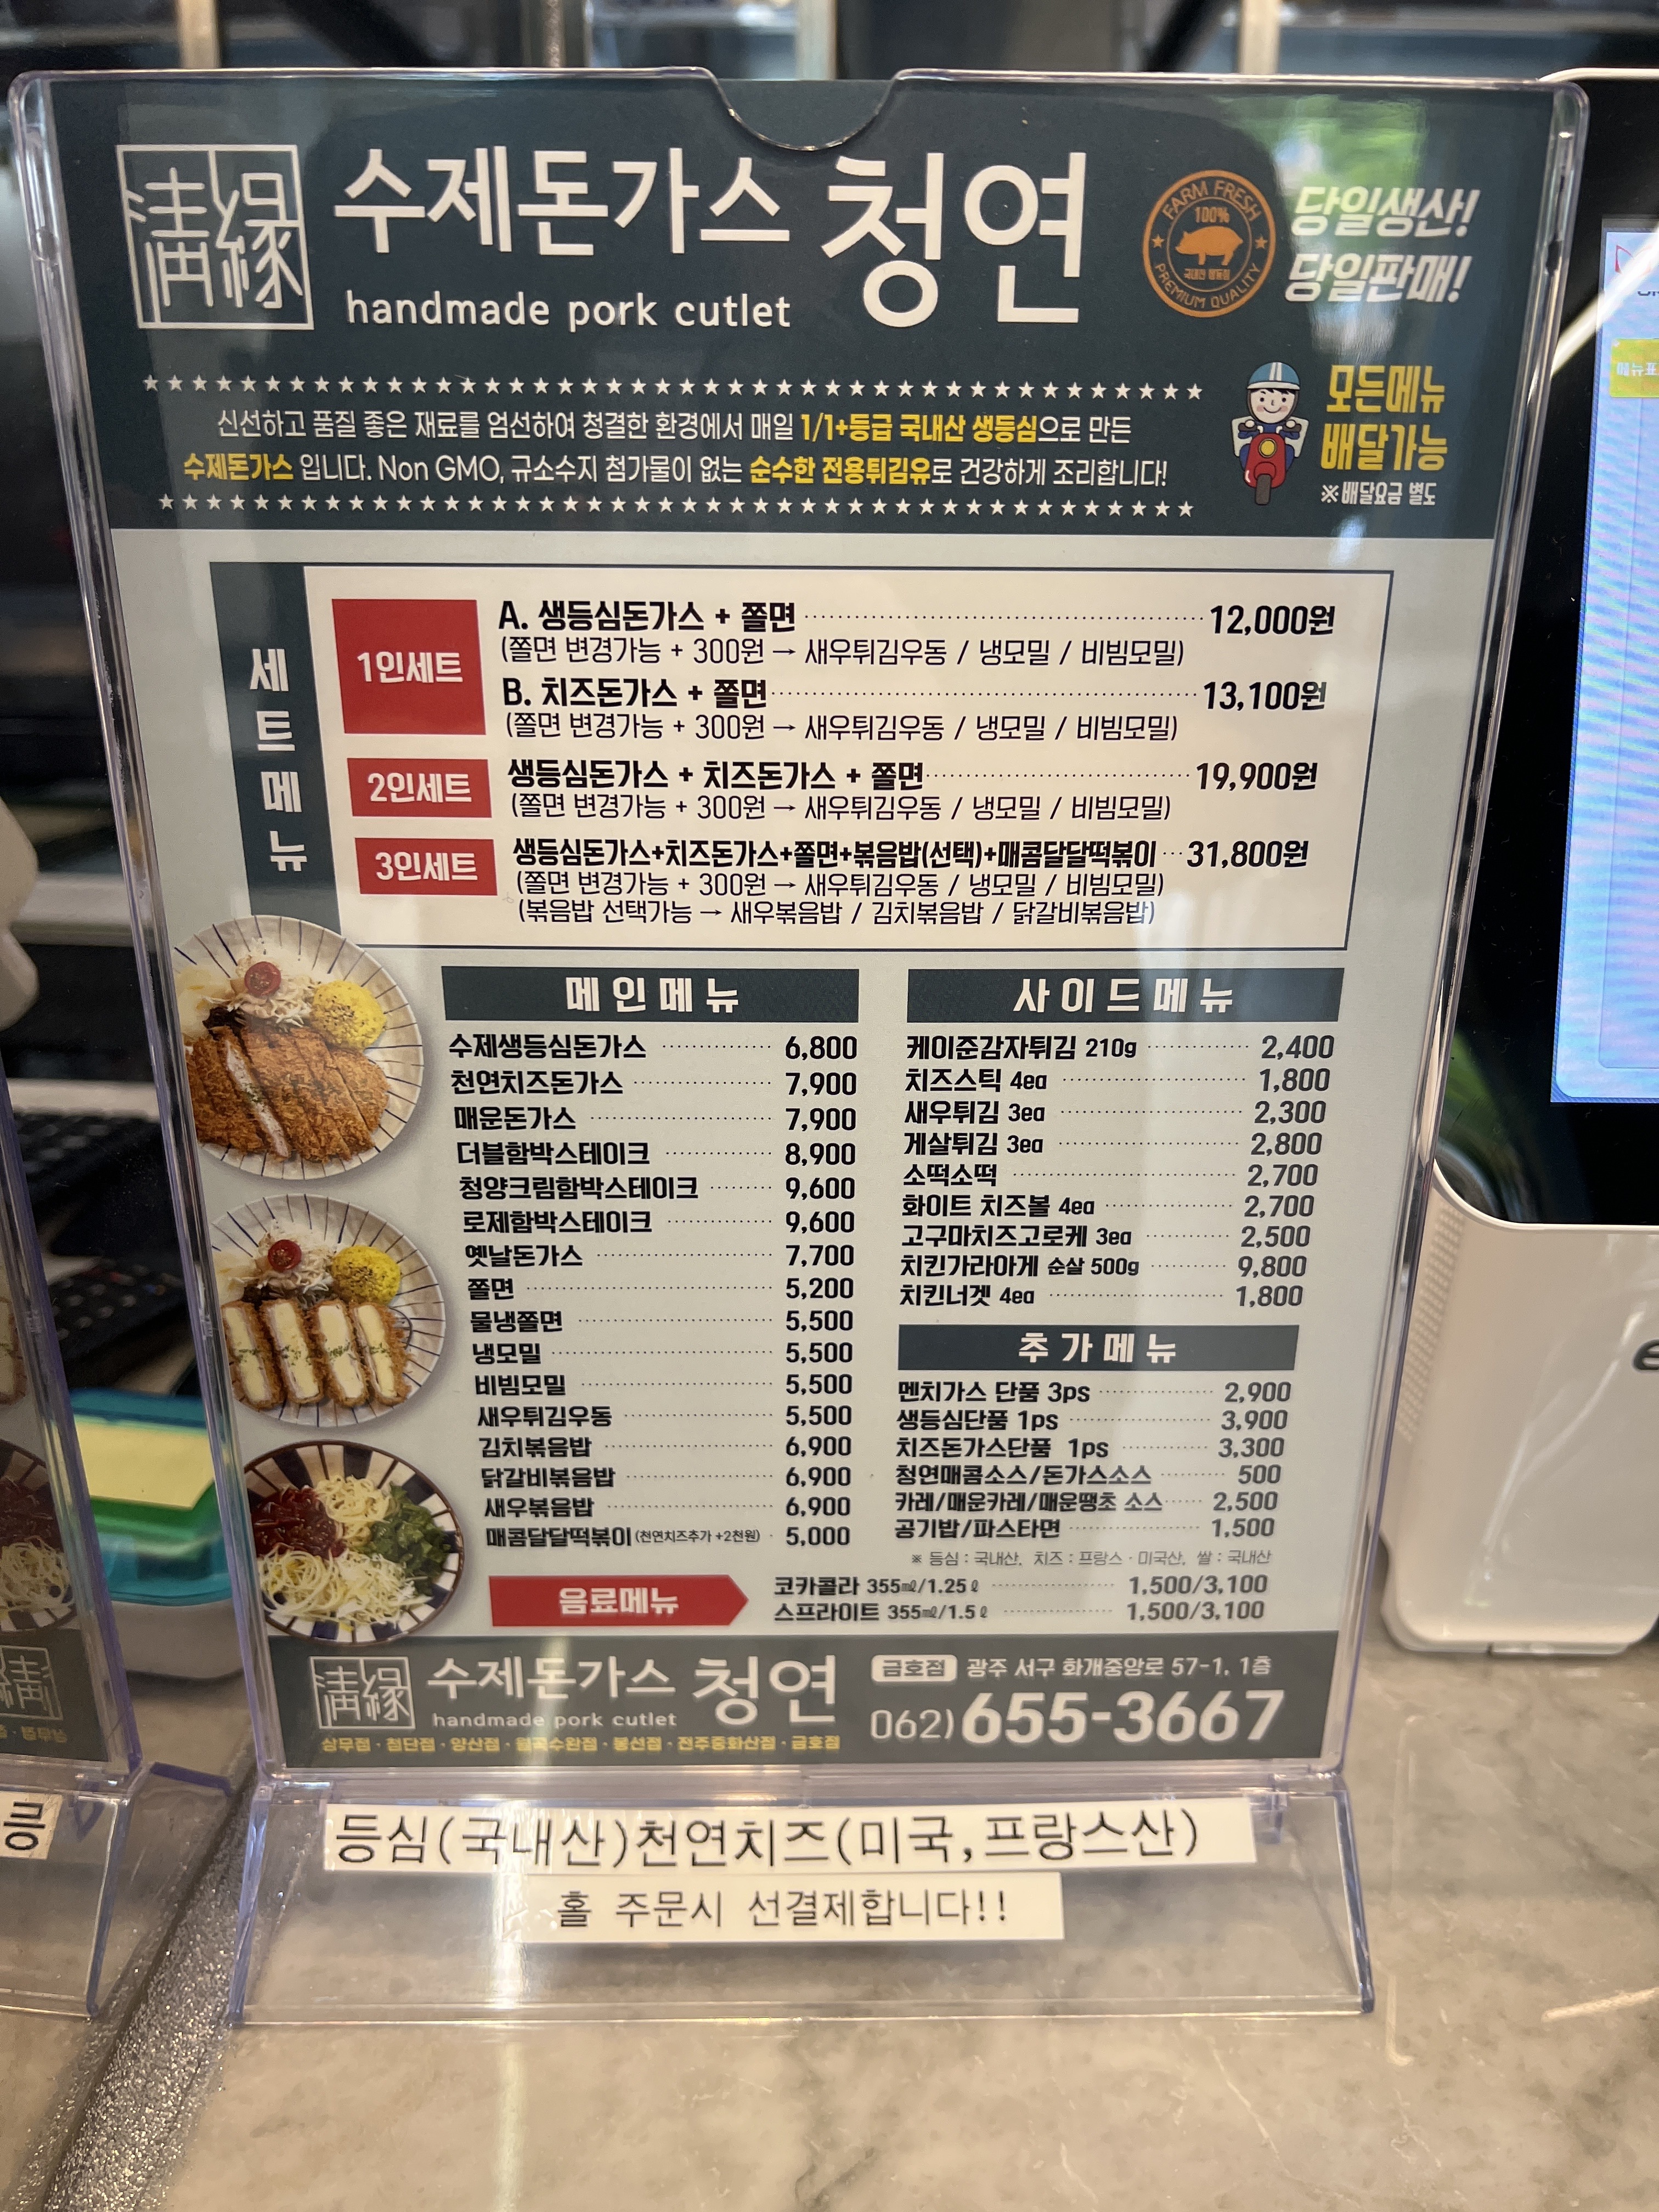 淸緣 수제돈가스 청연
handmade pork cutlet
FARM FRESH
100%
PREMIUM QUALITY
당일생산!
당일판매!
신선하고 품질 좋은 재료를 엄선하여 청결한 환경에서 매일 1/1+등급 국내산 생등심으로 만든
수제돈가스 입니다. Non GMO, 규소수지 첨가물이 없는 순수한 전용튀김유로 건강하게 조리합니다!
모든메뉴
배달가능
※배달요금 별도
세트메뉴
1인세트
A. 생등심돈가스 + 쫄면 12,000원
(쫄면 변경가능 + 300원 → 새우튀김우동 / 냉모밀 / 비빔모밀)
B. 치즈돈가스 + 쫄면 13,100원
(쫄면 변경가능 + 300원 → 새우튀김우동 / 냉모밀 / 비빔모밀)
2인세트
생등심돈가스 + 치즈돈가스 + 쫄면 19,900원
(쫄면 변경가능 + 300원 → 새우튀김우동 / 냉모밀 / 비빔모밀)
3인세트
생등심돈가스+치즈돈가스+쫄면+볶음밥(선택)+매콤달달떡볶이 31,800원
(쫄면 변경가능 + 300원 → 새우튀김우동 / 냉모밀 / 비빔모밀)
(볶음밥 선택가능 → 새우볶음밥 / 김치볶음밥 / 닭갈비볶음밥)
메인메뉴
수제생등심돈가스 6,800
천연치즈돈가스 7,900
매운돈가스 7,900
더블함박스테이크 8,900
청양크림함박스테이크 9,600
로제함박스테이크 9,600
옛날돈가스 7,700
쫄면 5,200
물냉쫄면 5,500
냉모밀 5,500
비빔모밀 5,500
새우튀김우동 5,500
김치볶음밥 6,900
닭갈비볶음밥 6,900
새우볶음밥 6,900
매콤달달떡볶이(천연치즈추가 +2천원) 5,000
사이드메뉴
케이준감자튀김 210g 2,400
치즈스틱 4ea 1,800
새우튀김 3ea 2,300
게살튀김 3ea 2,800
소떡소떡 2,700
화이트 치즈볼 4ea 2,700
고구마치즈고로케 3ea 2,500
치킨가라아게 순살 500g 9,800
치킨너겟 4ea 1,800
추가메뉴
멘치가스 단품 3ps 2,900
생등심단품 1ps 3,900
치즈돈가스단품 1ps 3,300
청연매콤소스/돈가스소스 500
카레/매운카레/매운땡초 소스 2,500
공기밥/파스타면 1,500
※ 등심 : 국내산, 치즈 : 프랑스 · 미국산, 쌀 : 국내산
음료메뉴
코카콜라 355㎖/1.25ℓ 1,500/3,100
스프라이트 355㎖/1.5ℓ 1,500/3,100
淸緣 수제돈가스 청연
handmade pork cutlet
상무점 · 첨단점 · 양산점 · 월곡수완점 · 봉선점 · 전주중화산점 · 금호점
금호점 광주 서구 화개중앙로 57-1, 1층
062)655-3667
등심(국내산)천연치즈(미국,프랑스산)
홀 주문시 선결제합니다!!